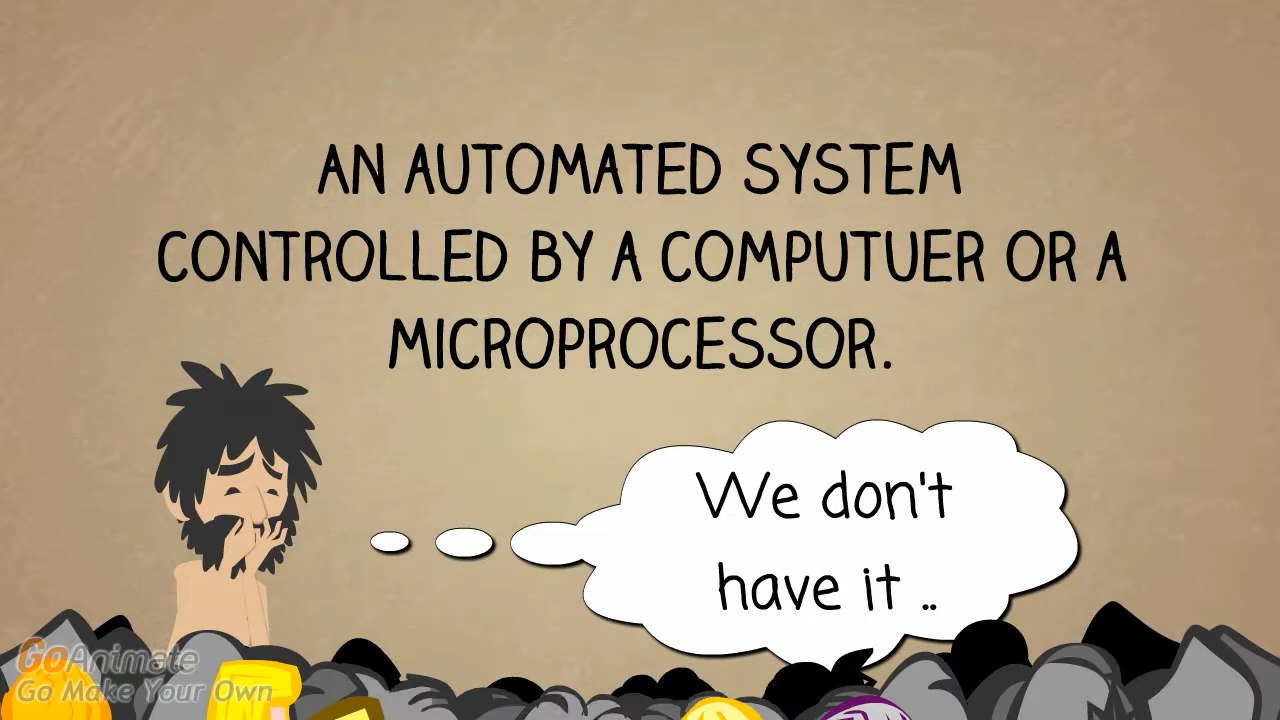 AN AUTOMATED SYSTEM
CONTROLLED BY A COMPUTUER OR A
MICROPROCESSOR.
We don't
have it ..
GoAnimate
Go Make Your Own